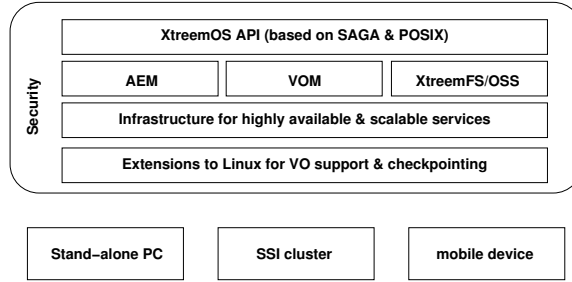 XtreemOS API (based on SAGA & POSIX)
AEM
VOM
XtreemFS/OSS
Security
Infrastructure for highly available & scalable services
Extensions to Linux for VO support & checkpointing
Stand−alone PC
SSI cluster
mobile device